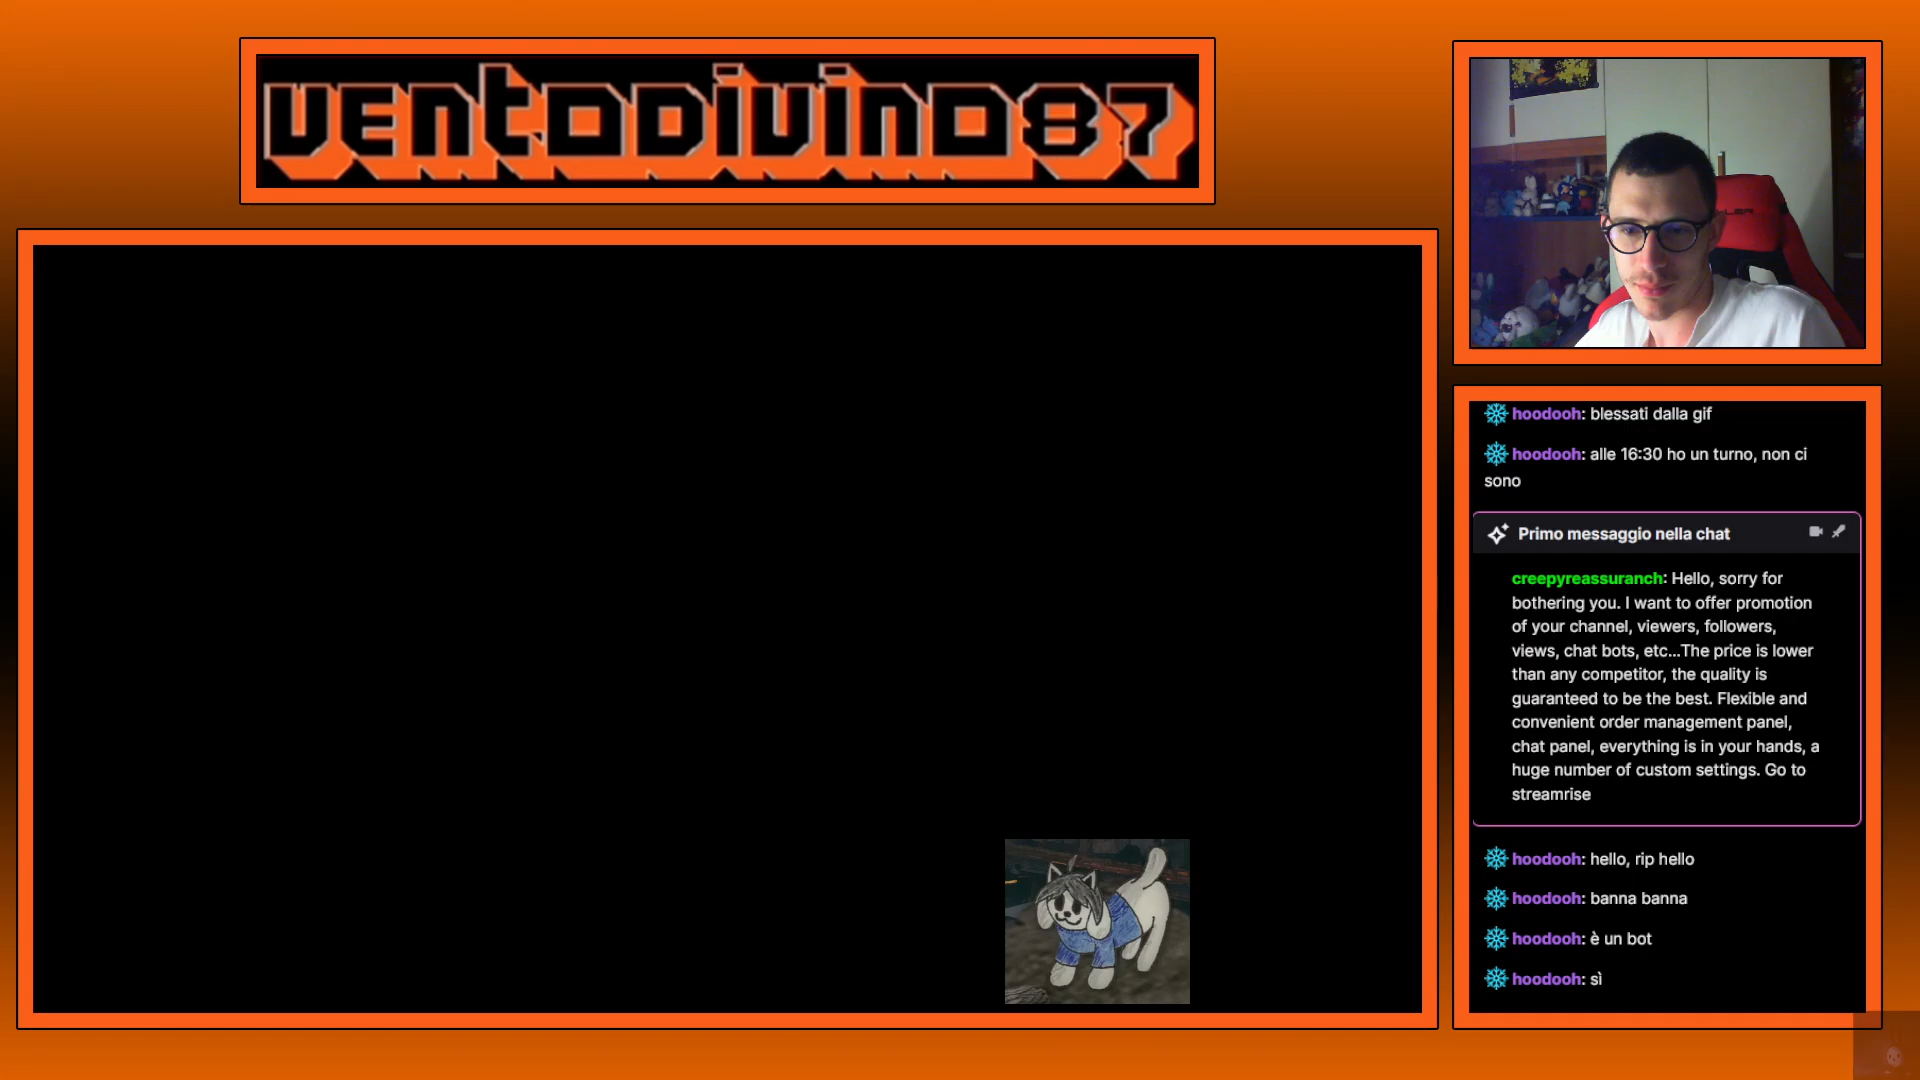 ventodivino87
hoodooh: blessati dalla gif
hoodooh: alle 16:30 ho un turno, non ci
sono
Primo messaggio nella chat
creepyreassuranch: Hello, sorry for
bothering you. I want to offer promotion
of your channel, viewers, followers,
views, chat bots, etc...The price is lower
than any competitor, the quality is
guaranteed to be the best. Flexible and
convenient order management panel,
chat panel, everything is in your hands, a
huge number of custom settings. Go to
streamrise
hoodooh: hello, rip hello
hoodooh: banna banna
hoodooh: è un bot
hoodooh: sì